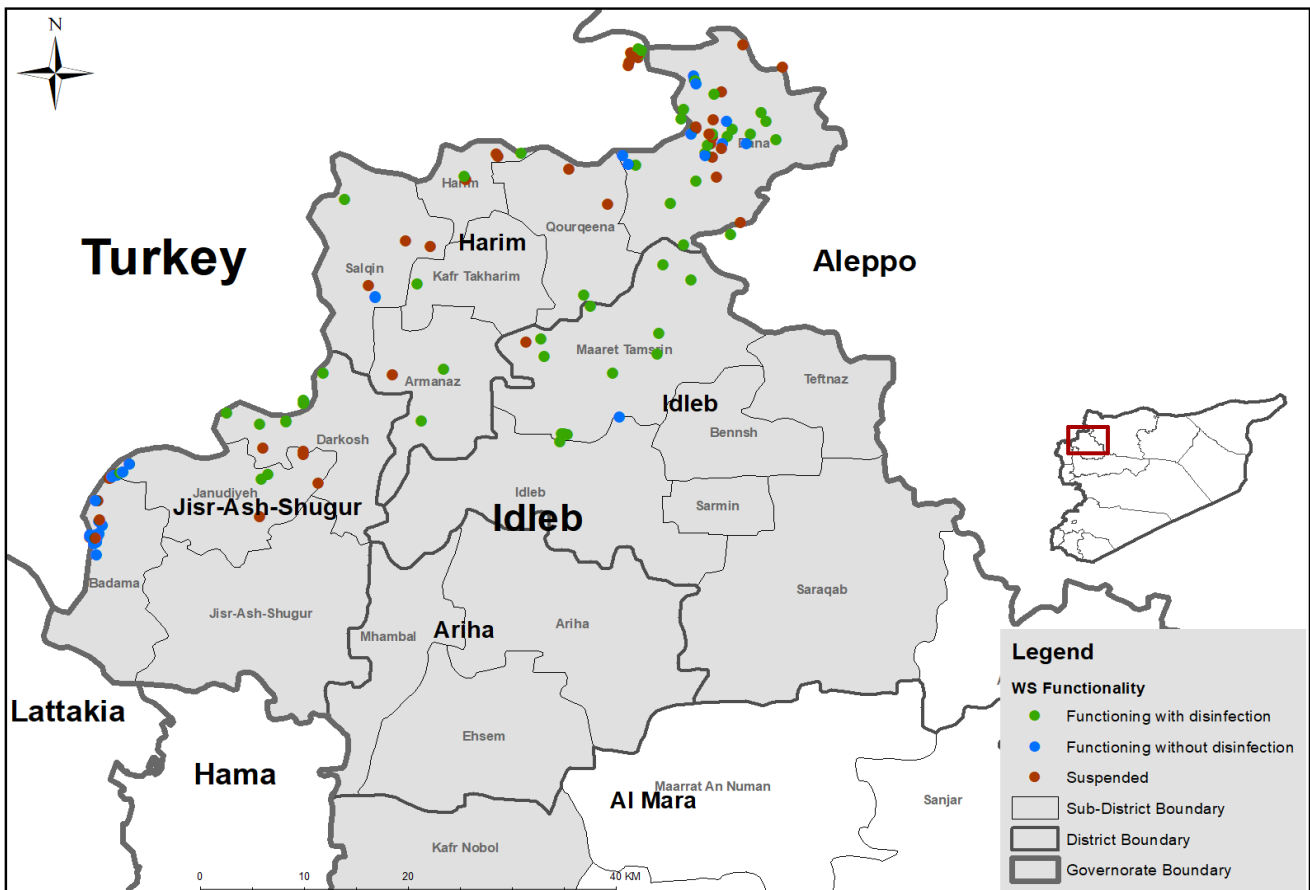 N
Dana
Harim
Harim
Qourqeena
Turkey
Aleppo
Salqin
Kafr Takharim
Maaret Tamsrin
Teftnaz
Armanaz
Idleb
Bennsh
Darkosh
Janudiyeh
Jisr-Ash-Shugur
Idleb
Idleb
Sarmin
Badama
Jisr-Ash-Shugur
Saraqab
Mhambal
Ariha
Ariha
Lattakia
Hama
Ehsem
Al Mara
Maarrat An Numan
Sanjar
Kafr Nobol
0 10 20 40 KM
Legend
WS Functionality
Functioning with disinfection
Functioning without disinfection
Suspended
Sub-District Boundary
District Boundary
Governorate Boundary